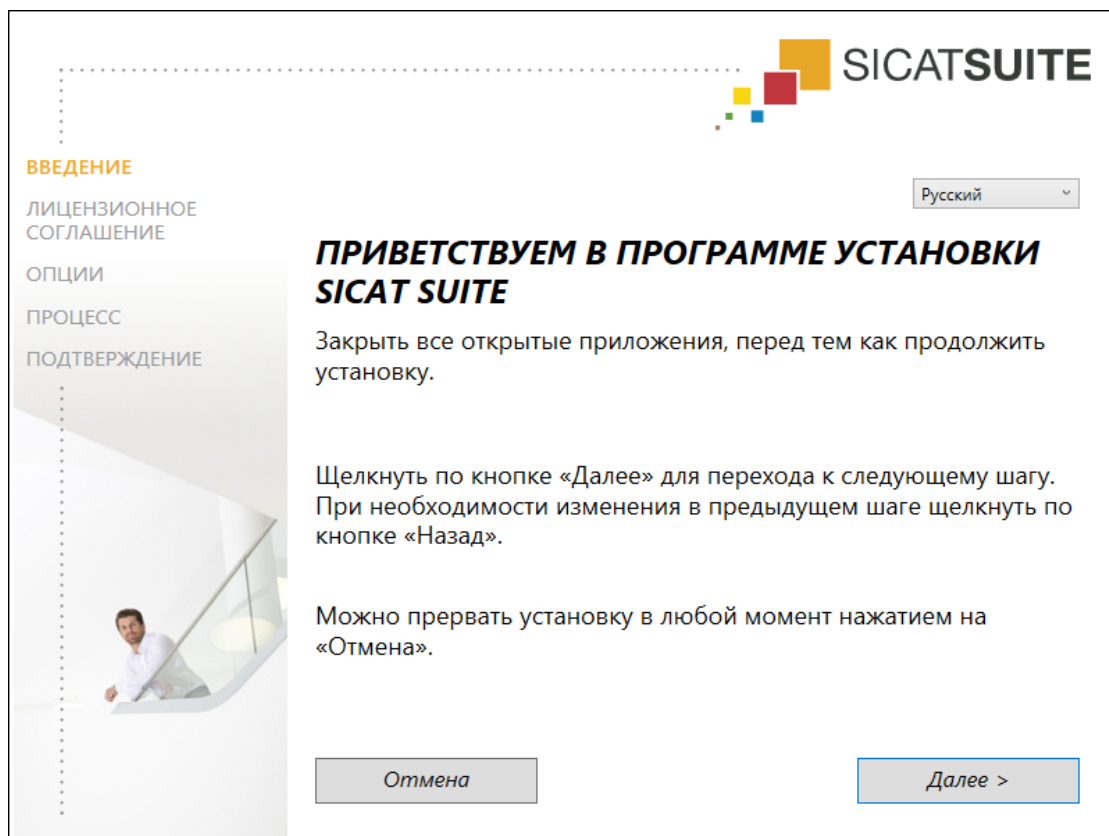 SICATSUITE
ВВЕДЕНИЕ
ЛИЦЕНЗИОННОЕ
СОГЛАШЕНИЕ
ОПЦИИ
ПРОЦЕСС
ПОДТВЕРЖДЕНИЕ
Русский
ПРИВЕТСТВУЕМ В ПРОГРАММЕ УСТАНОВКИ
SICAT SUITE
Закрыть все открытые приложения, перед тем как продолжить
установку.
Щелкнуть по кнопке «Далее» для перехода к следующему шагу.
При необходимости изменения в предыдущем шаге щелкнуть по
кнопке «Назад».
Можно прервать установку в любой момент нажатием на
«Отмена».
Отмена
Далее >